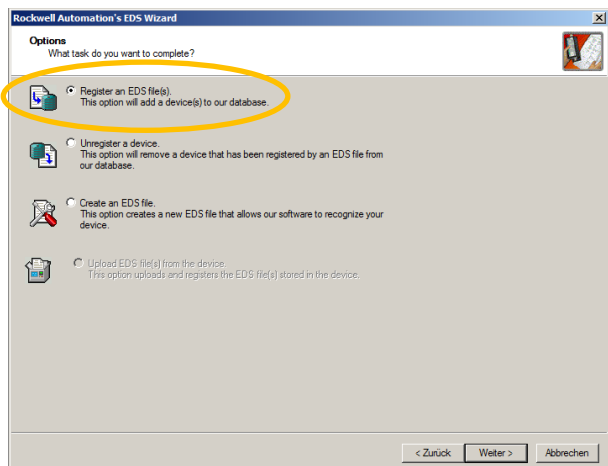 Rockwell Automation's EDS Wizard
Options
What task do you want to complete?
Register an EDS file(s).
This option will add a device(s) to our database.
Unregister a device.
This option will remove a device that has been registered by an EDS file from
our database.
Create an EDS file.
This option creates a new EDS file that allows our software to recognize your
device.
Upload EDS file(s) from the device.
This option uploads and registers the EDS file(s) stored in the device.
< Zurück
Weiter >
Abbrechen